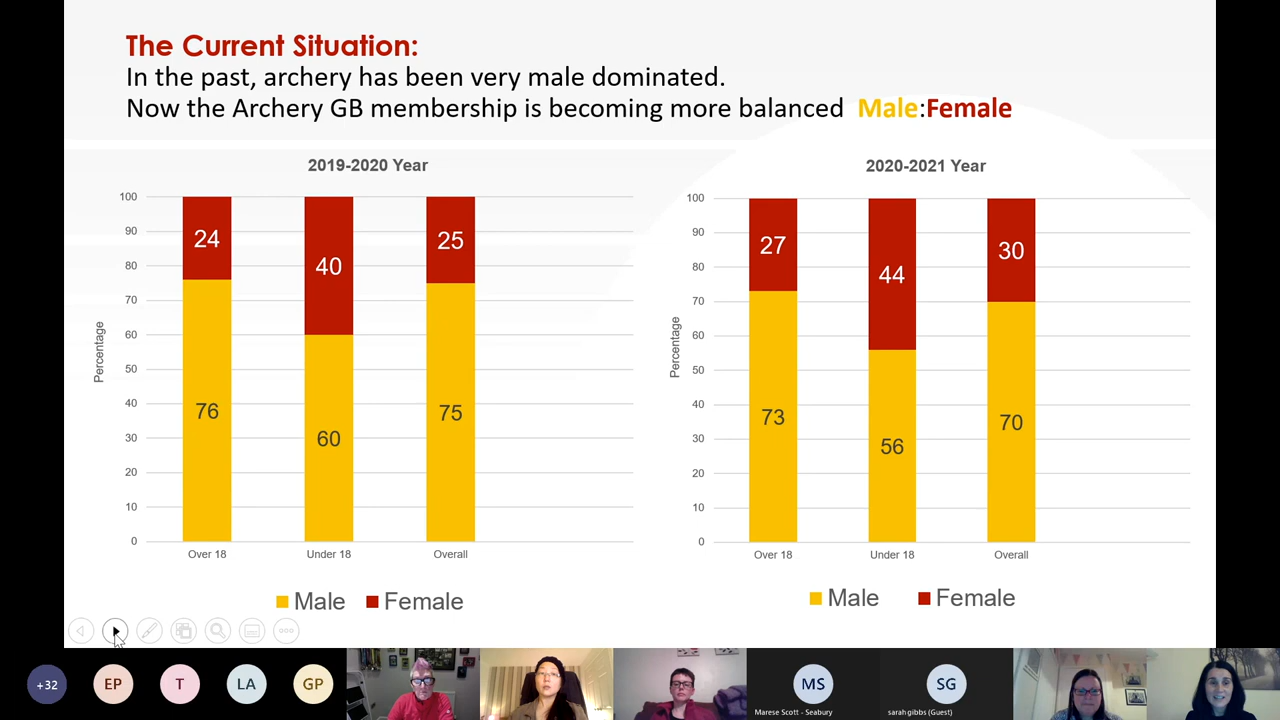 The Current Situation:
In the past, archery has been very male dominated.
Now the Archery GB membership is becoming more balanced Male:Female
2019-2020 Year
100
90
80
70
60
50
40
30
20
10
0
Percentage
24
40
25
76
60
75
Over 18
Under 18
Overall
Male
Female
2020-2021 Year
100
90
80
70
60
50
40
30
20
10
0
Percentage
27
44
30
73
56
70
Over 18
Under 18
Overall
Male
Female
+32
EP
T
LA
GP
MS
Marese Scott - Seabury
SG
sarah gibbs (Guest)